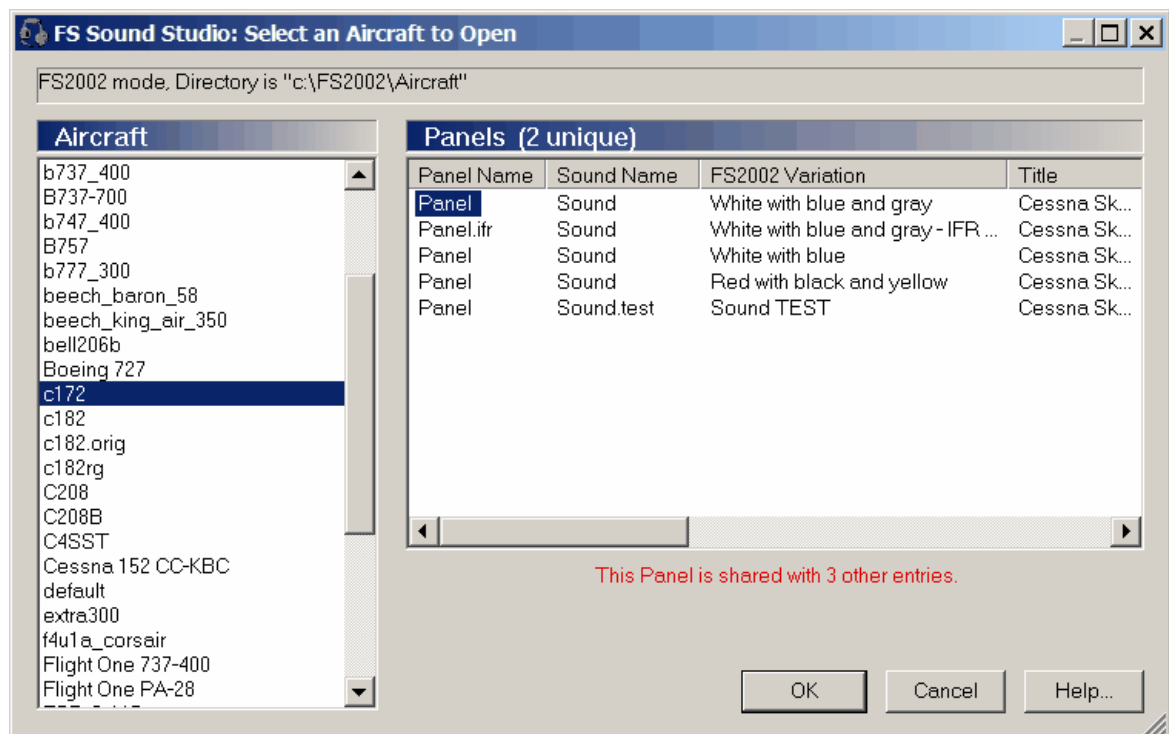 FS Sound Studio: Select an Aircraft to Open
FS2002 mode, Directory is "c:\FS2002\Aircraft"
Aircraft
b737_400
B737-700
b747_400
B757
b777_300
beech_baron_58
beech_king_air_350
bell206b
Boeing 727
c172
c182
c182.orig
c182rg
C208
C208B
C4SST
Cessna 152 CC-KBC
default
extra300
f4u1a_corsair
Flight One 737-400
Flight One PA-28
Panels (2 unique)
Panel Name Sound Name FS2002 Variation Title
Panel Sound White with blue and gray Cessna Sk...
Panel.ifr Sound White with blue and gray - IFR ... Cessna Sk...
Panel Sound White with blue Cessna Sk...
Panel Sound Red with black and yellow Cessna Sk...
Panel Sound.test Sound TEST Cessna Sk...
This Panel is shared with 3 other entries.
OK Cancel Help...